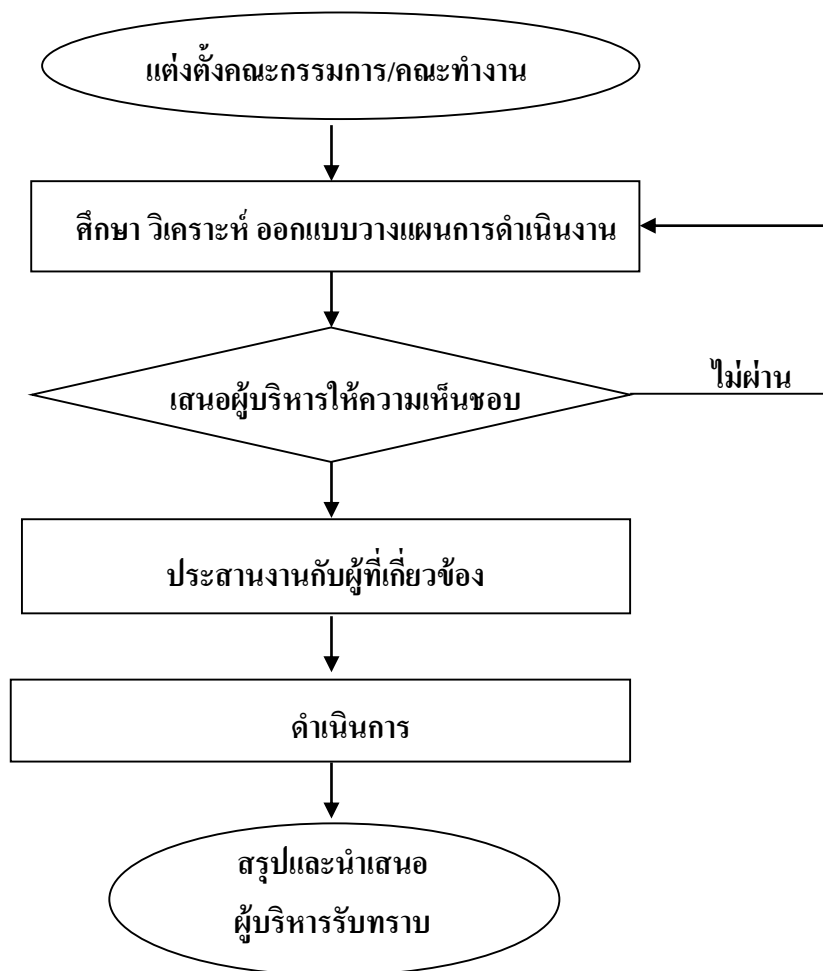 แต่งตั้งคณะกรรมการ/คณะทำงาน
ศึกษา วิเคราะห์ ออกแบบวางแผนการดำเนินงาน
เสนอผู้บริหารให้ความเห็นชอบ
ไม่ผ่าน
ประสานงานกับผู้ที่เกี่ยวข้อง
ดำเนินการ
สรุปและนำเสนอ
ผู้บริหารรับทราบ